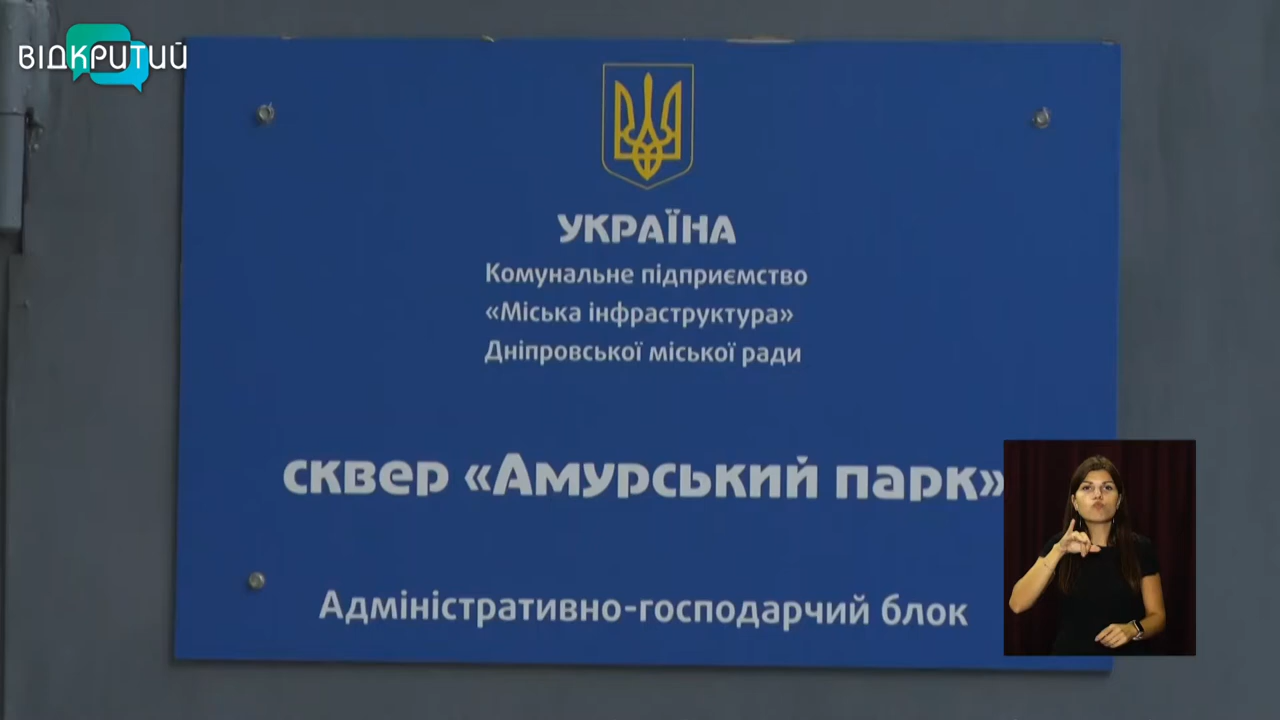 ВІДКРИТИЙ
УКРАЇНА
Комунальне підприємство
«Міська інфраструктура»
Дніпровської міської ради
сквер «Амурський парк»
Адміністративно-господарчий блок